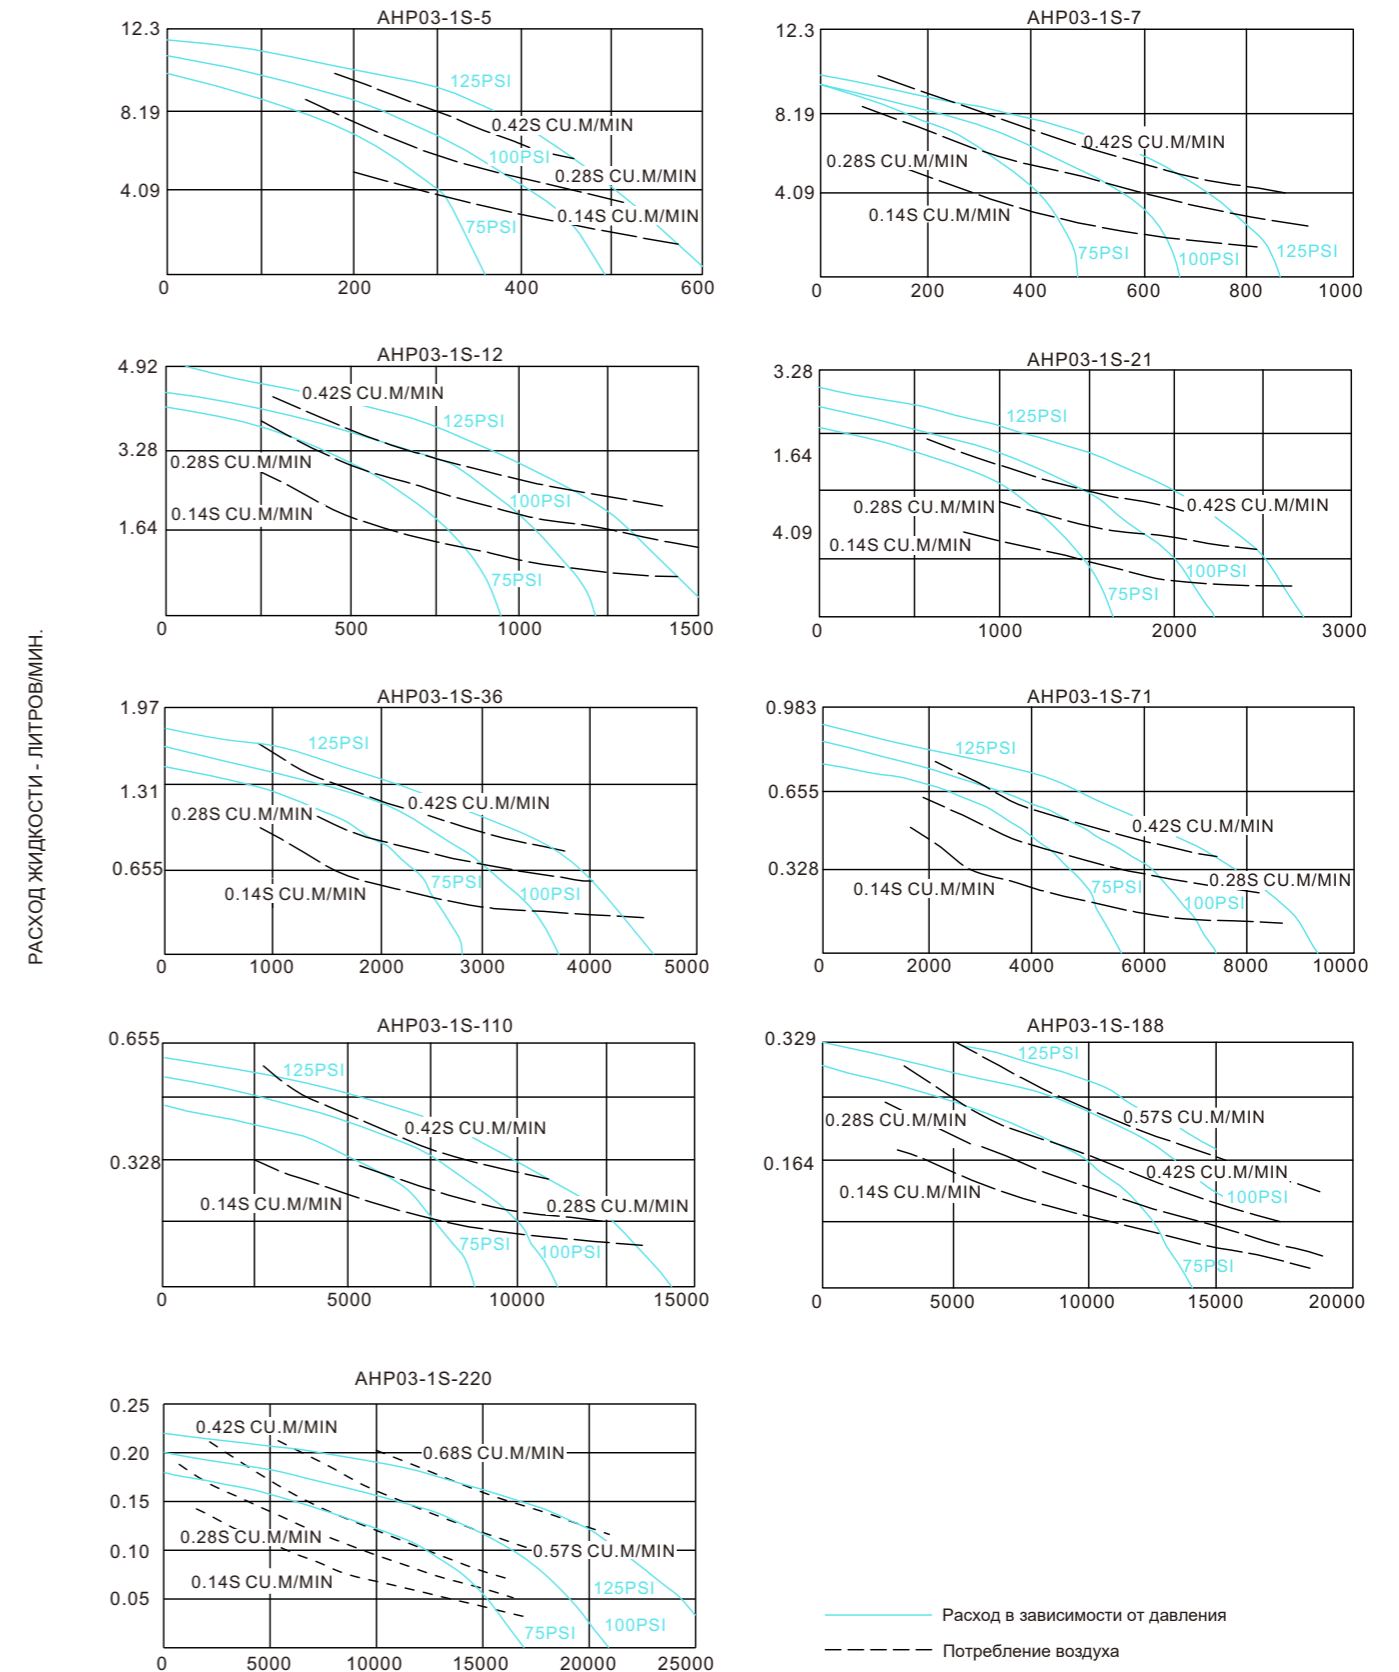 РАСХОД ЖИДКОСТИ - ЛИТРОВ/МИН.
AHP03-1S-5
12.3
8.19
4.09
125PSI
0.42S CU.M/MIN
100PSI
0.28S CU.M/MIN
0.14S CU.M/MIN
75PSI
0 200 400 600
AHP03-1S-7
12.3
8.19
4.09
0.42S CU.M/MIN
0.28S CU.M/MIN
0.14S CU.M/MIN
75PSI
100PSI
125PSI
0 200 400 600 800 1000
AHP03-1S-12
4.92
3.28
1.64
0.42S CU.M/MIN
125PSI
0.28S CU.M/MIN
100PSI
0.14S CU.M/MIN
75PSI
0 500 1000 1500
AHP03-1S-21
3.28
1.64
4.09
125PSI
0.42S CU.M/MIN
0.28S CU.M/MIN
0.14S CU.M/MIN
100PSI
75PSI
0 1000 2000 3000
AHP03-1S-36
1.97
1.31
0.655
125PSI
0.42S CU.M/MIN
0.28S CU.M/MIN
75PSI
0.14S CU.M/MIN
100PSI
0 1000 2000 3000 4000 5000
AHP03-1S-71
0.983
0.655
0.328
125PSI
0.42S CU.M/MIN
0.28S CU.M/MIN
0.14S CU.M/MIN
75PSI
100PSI
0 2000 4000 6000 8000 10000
AHP03-1S-110
0.655
0.328
125PSI
0.42S CU.M/MIN
0.14S CU.M/MIN
0.28S CU.M/MIN
75PSI
100PSI
0 5000 10000 15000
AHP03-1S-188
0.329
0.164
125PSI
0.57S CU.M/MIN
0.28S CU.M/MIN
0.42S CU.M/MIN
0.14S CU.M/MIN
100PSI
75PSI
0 5000 10000 15000 20000
AHP03-1S-220
0.25
0.20
0.15
0.10
0.05
0.42S CU.M/MIN
0.68S CU.M/MIN
0.28S CU.M/MIN
0.57S CU.M/MIN
0.14S CU.M/MIN
125PSI
100PSI
75PSI
0 5000 10000 15000 20000 25000
Расход в зависимости от давления
Потребление воздуха